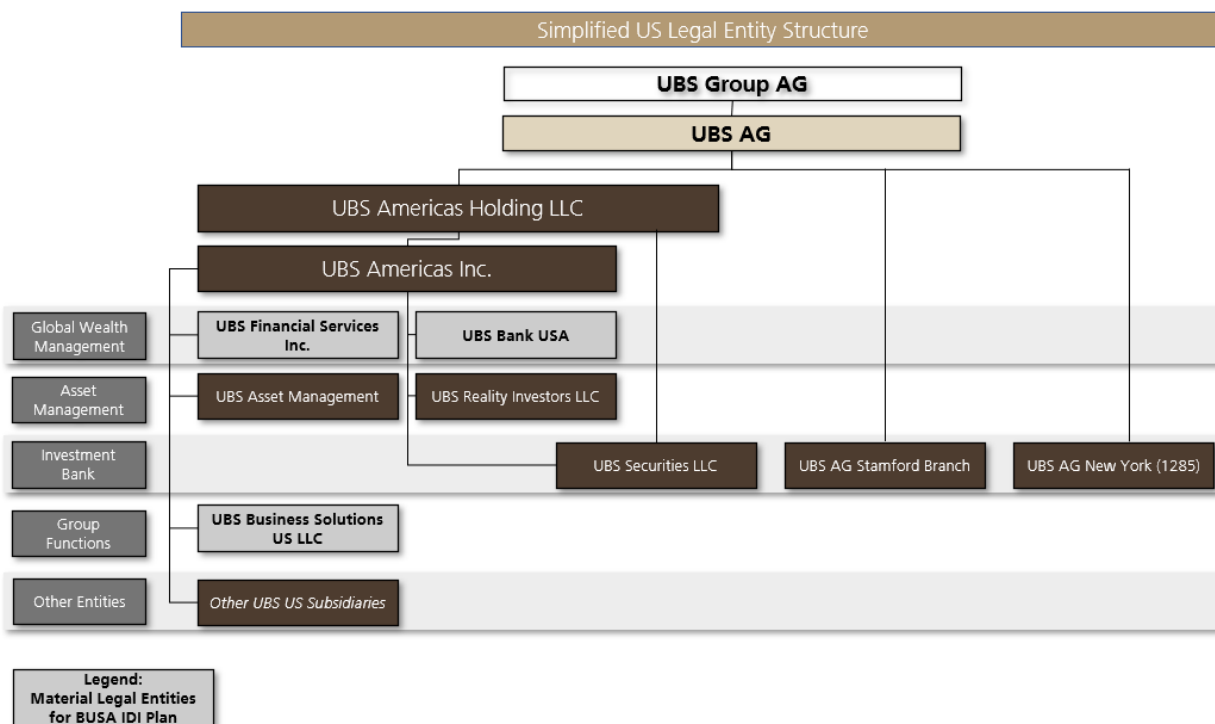 Simplified US Legal Entity Structure
UBS Group AG
UBS AG
UBS Americas Holding LLC
UBS Americas Inc.
Global Wealth
Management
UBS Financial Services
Inc.
UBS Bank USA
Asset
Management
UBS Asset Management
UBS Reality Investors LLC
Investment
Bank
UBS Securities LLC
UBS AG Stamford Branch
UBS AG New York (1285)
Group
Functions
UBS Business Solutions
US LLC
Other Entities
Other UBS US Subsidiaries
Legend:
Material Legal Entities
for BUSA IDI Plan